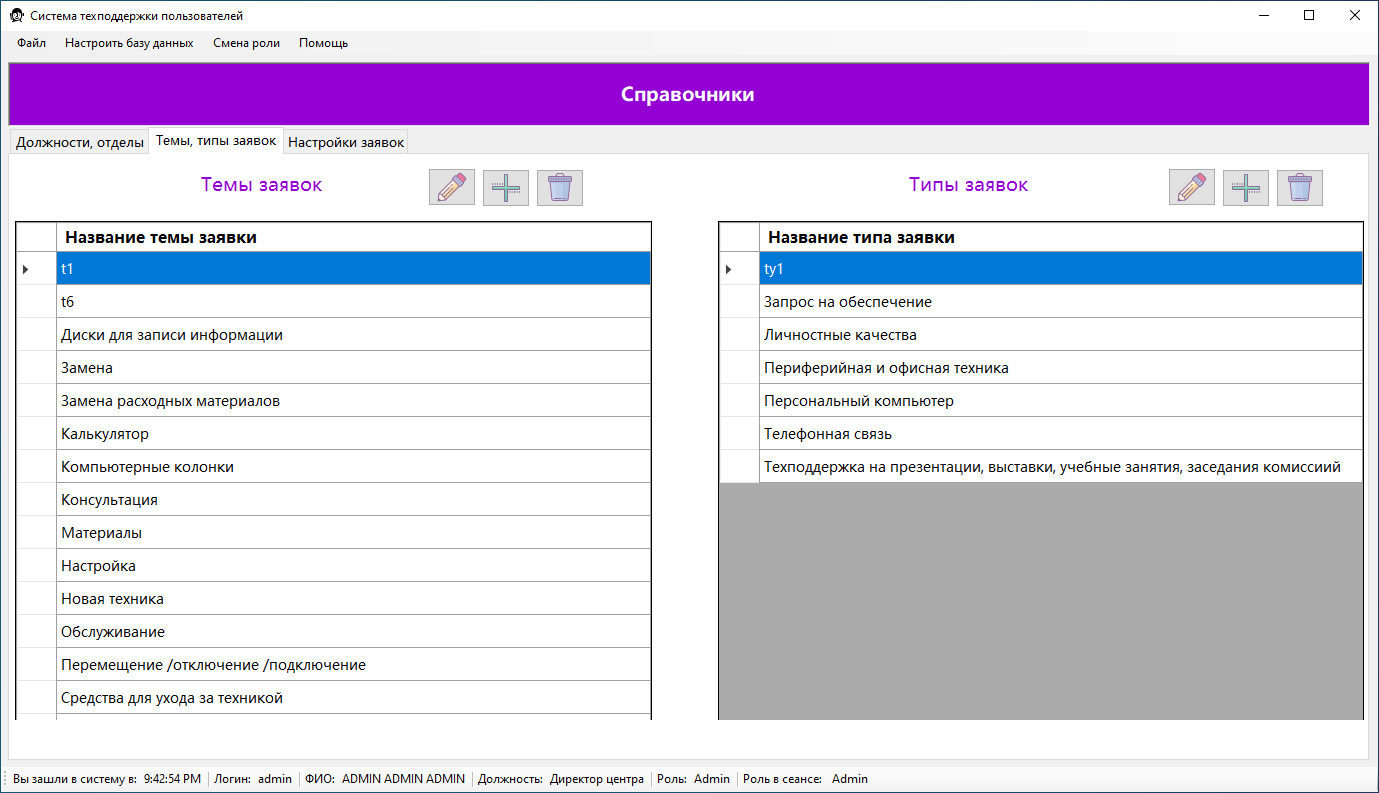 Система техподдержки пользователей
Файл Настроить базу данных Смена роли Помощь
Справочники
Должности, отделы Темы, типы заявок Настройки заявок
Темы заявок
Название темы заявки
t1
t6
Диски для записи информации
Замена
Замена расходных материалов
Калькулятор
Компьютерные колонки
Консультация
Материалы
Настройка
Новая техника
Обслуживание
Перемещение /отключение /подключение
Средства для ухода за техникой
Типы заявок
Название типа заявки
ty1
Запрос на обеспечение
Личностные качества
Периферийная и офисная техника
Персональный компьютер
Телефонная связь
Техподдержка на презентации, выставки, учебные занятия, заседания комиссиий
Вы зашли в систему в: 9:42:54 PM Логин: admin ФИО: ADMIN ADMIN ADMIN Должность: Директор центра Роль: Admin Роль в сеансе: Admin